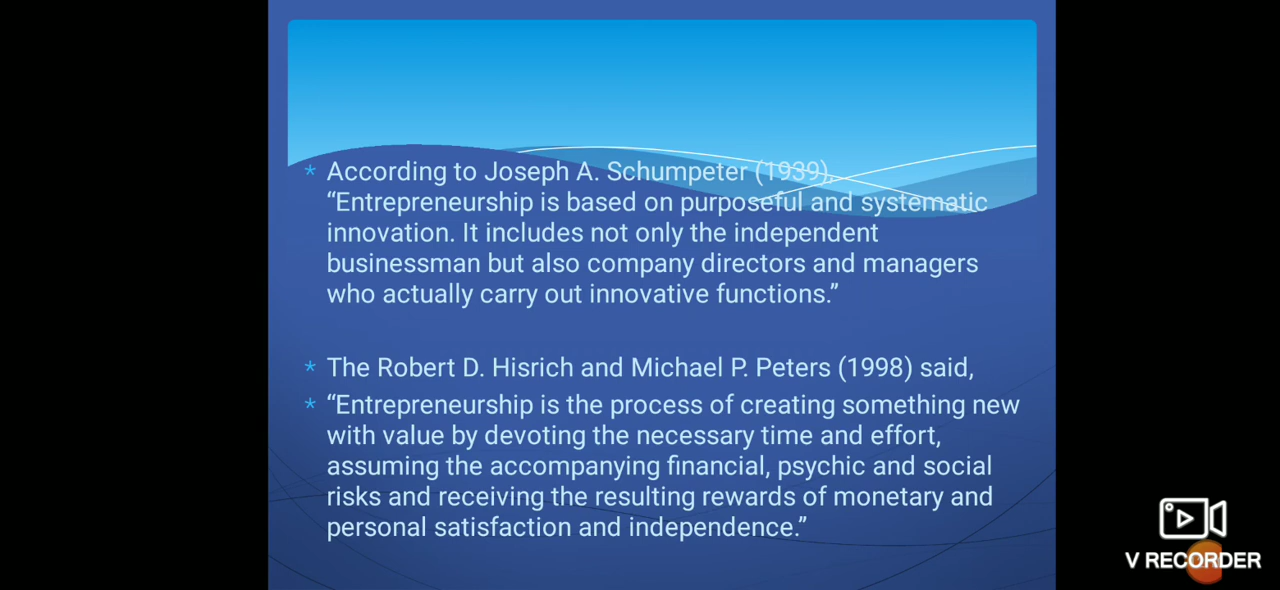 * According to Joseph A. Schumpeter (1939),
“Entrepreneurship is based on purposeful and systematic
innovation. It includes not only the independent
businessman but also company directors and managers
who actually carry out innovative functions.”
* The Robert D. Hisrich and Michael P. Peters (1998) said,
* “Entrepreneurship is the process of creating something new
with value by devoting the necessary time and effort,
assuming the accompanying financial, psychic and social
risks and receiving the resulting rewards of monetary and
personal satisfaction and independence.”
V RECORDER